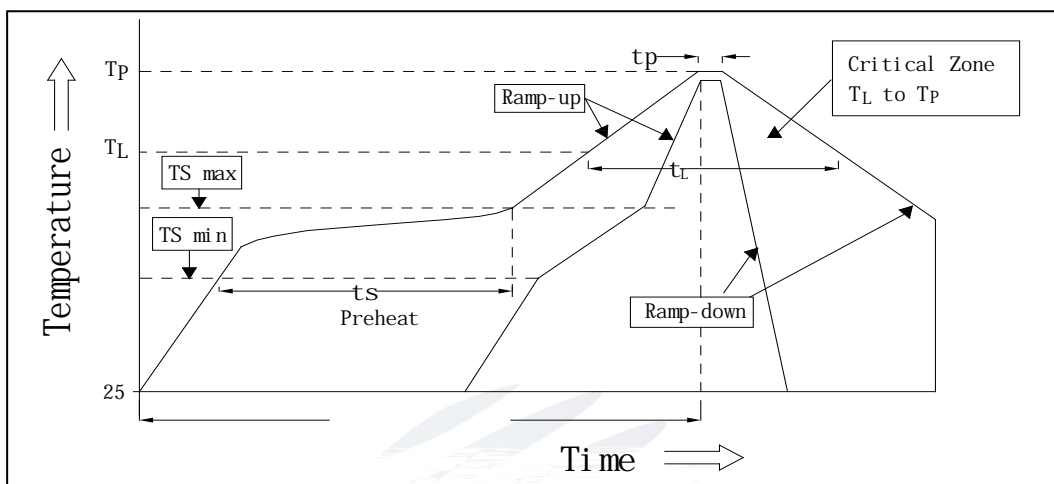 tp
TP
Critical Zone
TL to TP
Ramp-up
TL
tL
TS max
TS min
ts
Preheat
Ramp-down
25
Temperature
Time